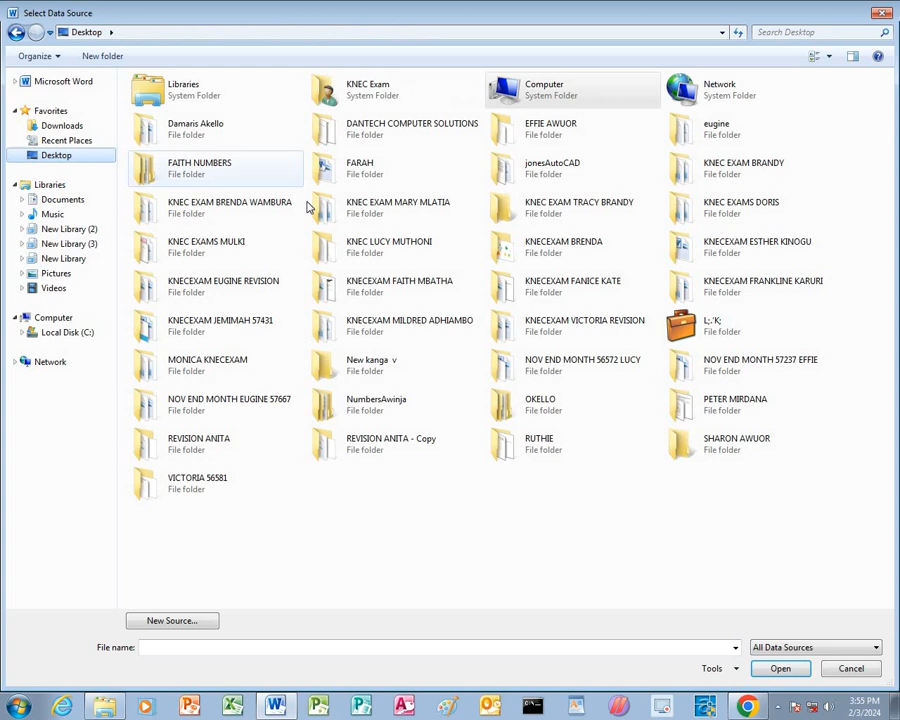 Select Data Source
Desktop
Search Desktop
Organize
New folder
Microsoft Word
Favorites
Downloads
Recent Places
Desktop
Libraries
Documents
Music
New Library (2)
New Library (3)
New Library
Pictures
Videos
Computer
Local Disk (C:)
Network
Libraries
System Folder
KNEC Exam
System Folder
Computer
System Folder
Network
System Folder
Damaris Akello
File folder
DANTECH COMPUTER SOLUTIONS
File folder
EFFIE AWUOR
File folder
eugine
File folder
FAITH NUMBERS
File folder
FARAH
File folder
jonesAutoCAD
File folder
KNEC EXAM BRANDY
File folder
KNEC EXAM BRENDA WAMBURA
File folder
KNEC EXAM MARY MLATIA
File folder
KNEC EXAM TRACY BRANDY
File folder
KNEC EXAMS DORIS
File folder
KNEC EXAMS MULKI
File folder
KNEC LUCY MUTHONI
File folder
KNECEXAM BRENDA
File folder
KNECEXAM ESTHER KINOGU
File folder
KNECEXAM EUGINE REVISION
File folder
KNECEXAM FAITH MBATHA
File folder
KNECEXAM FANICE KATE
File folder
KNECEXAM FRANKLINE KARURI
File folder
KNECEXAM JEMIMAH 57431
File folder
KNECEXAM MILDRED ADHIAMBO
File folder
KNECEXAM VICTORIA REVISION
File folder
L;.'K;
File folder
MONICA KNECEXAM
File folder
New kanga v
File folder
NOV END MONTH 56572 LUCY
File folder
NOV END MONTH 57237 EFFIE
File folder
NOV END MONTH EUGINE 57667
File folder
NumbersAwinja
File folder
OKELLO
File folder
PETER MIRDANA
File folder
REVISION ANITA
File folder
REVISION ANITA - Copy
File folder
RUTHIE
File folder
SHARON AWUOR
File folder
VICTORIA 56581
File folder
New Source...
File name:
All Data Sources
Tools
Open
Cancel
3:55 PM
2/3/2024